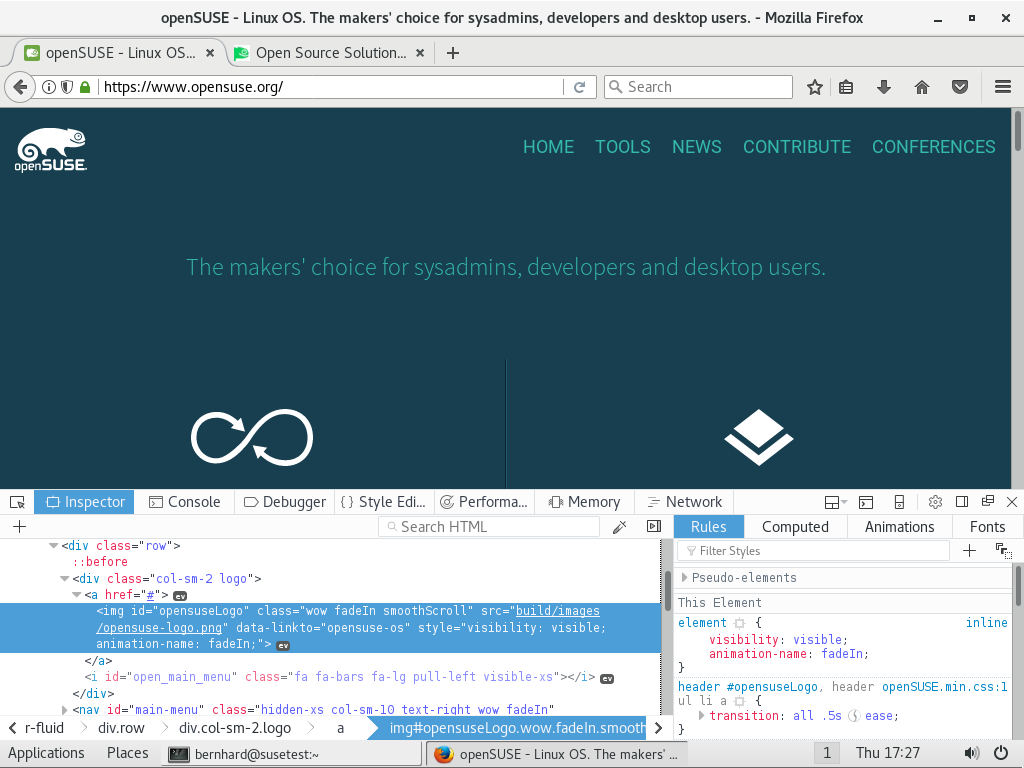 openSUSE - Linux OS. The makers' choice for sysadmins, developers and desktop users. - Mozilla Firefox
openSUSE - Linux OS... Open Source Solution...
https://www.opensuse.org/ Search
openSUSE. HOME TOOLS NEWS CONTRIBUTE CONFERENCES
The makers' choice for sysadmins, developers and desktop users.
Inspector Console Debugger Style Edi... Performa... Memory Network
Search HTML
Rules Computed Animations Fonts
Filter Styles
<div class="row">
::before
<div class="col-sm-2 logo">
<a href="#"> ev
<img id="opensuseLogo" class="wow fadeIn smoothScroll" src="build/images
/opensuse-logo.png" data-linkto="opensuse-os" style="visibility: visible;
animation-name: fadeIn;"> ev
</a>
<i id="open_main_menu" class="fa fa-bars fa-lg pull-left visible-xs"></i> ev
</div>
<nav id="main-menu" class="hidden-xs col-sm-10 text-right wow fadeIn"
Pseudo-elements
This Element
element { inline
visibility: visible;
animation-name: fadeIn;
}
header #opensuseLogo, header openSUSE.min.css:1
ul li a {
transition: all .5s ease;
}
r-fluid div.row div.col-sm-2.logo a img#opensuseLogo.wow.fadeIn.smooth
Applications Places bernhard@susetest:~ openSUSE - Linux OS. The makers' ... 1 Thu 17:27